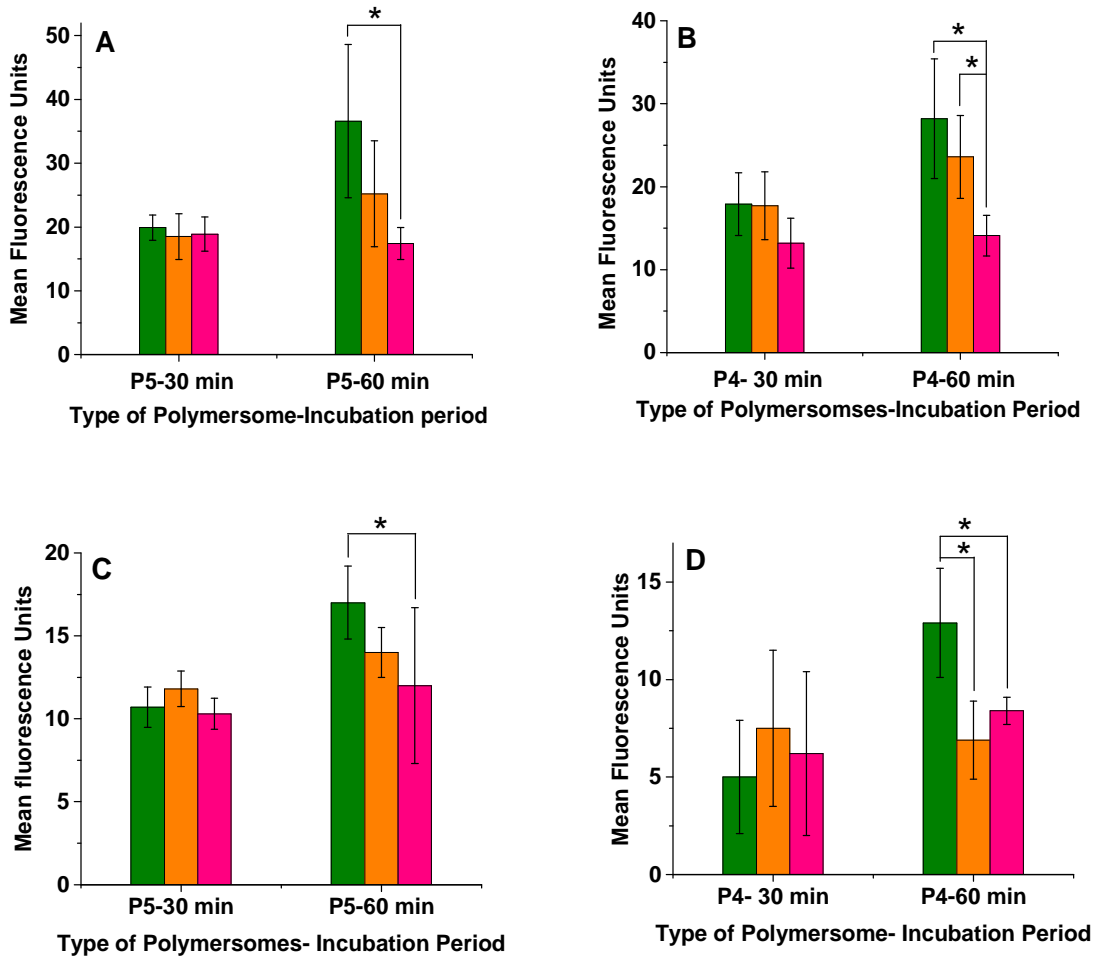 A
Mean Fluorescence Units
50
40
30
20
10
0
*
P5-30 min P5-60 min
Type of Polymersome-Incubation period
B
Mean Fluorescence Units
40
30
20
10
0
*
*
P4- 30 min P4-60 min
Type of Polymersomses-Incubation Period
C
Mean fluorescence Units
20
15
10
5
0
*
P5-30 min P5-60 min
Type of Polymersomes- Incubation Period
D
Mean Fluorescence Units
15
10
5
0
*
*
P4- 30 min P4-60 min
Type of Polymersome- Incubation Period